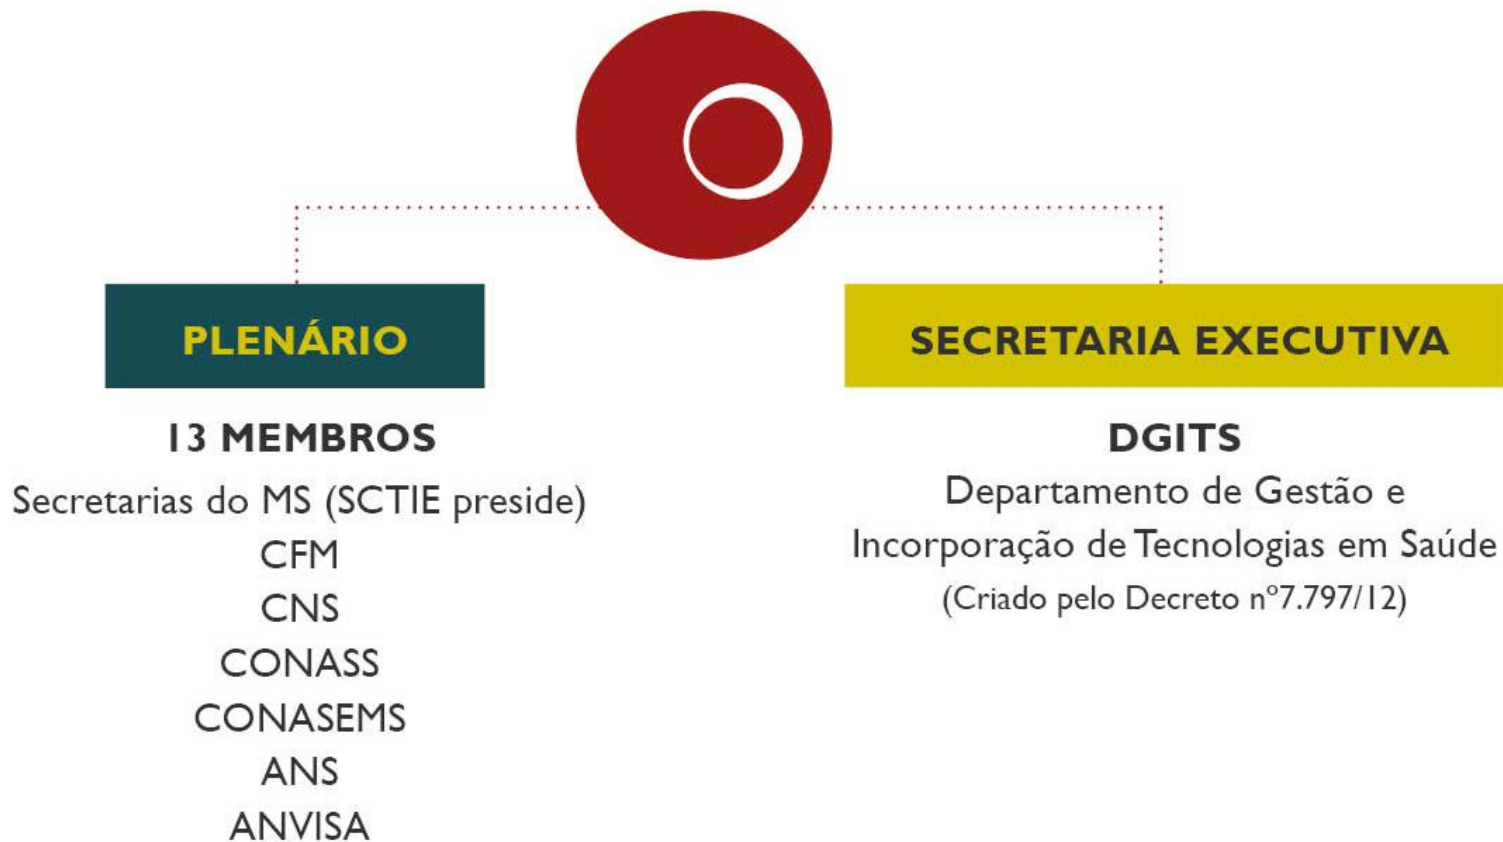 PLENÁRIO
13 MEMBROS
Secretarias do MS (SCTIE preside)
CFM
CNS
CONASS
CONASEMS
ANS
ANVISA
SECRETARIA EXECUTIVA
DGITS
Departamento de Gestão e
Incorporação de Tecnologias em Saúde
(Criado pelo Decreto nº7.797/12)